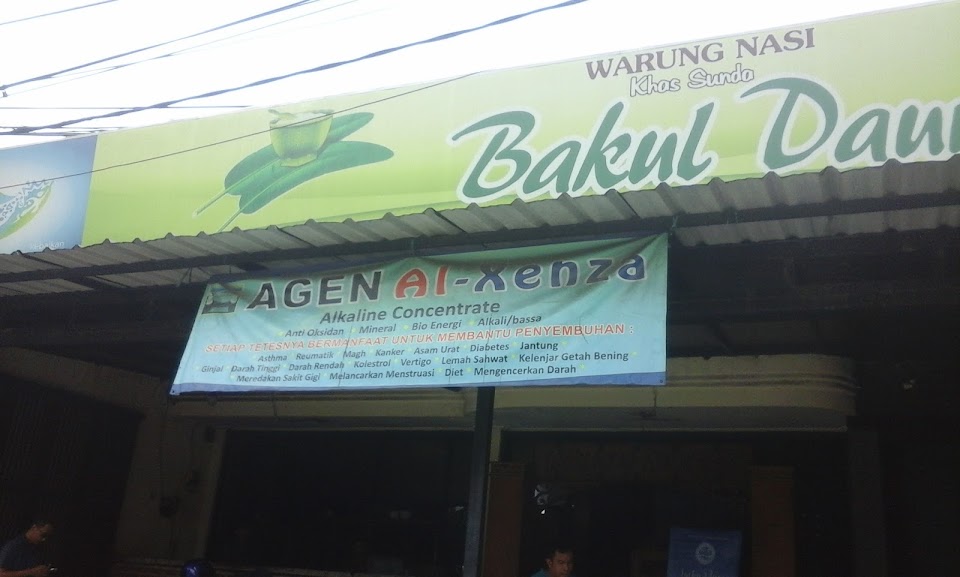 WARUNG NASI
Khas Sunda
Bakul Daun
AGEN Al-Xenza
Alkaline Concentrate
Anti Oksidan Mineral Bio Energi Alkali/bassa
SETIAP TETESNYA BERMANFAAT UNTUK MEMBANTU PENYEMBUHAN :
Asthma Reumatik Magh Kanker Asam Urat Diabetes Jantung
Ginjal Darah Tinggi Darah Rendah Kolestrol Vertigo Lemah Sahwat Kelenjar Getah Bening
Meredakan Sakit Gigi Melancarkan Menstruasi Diet Mengencerkan Darah